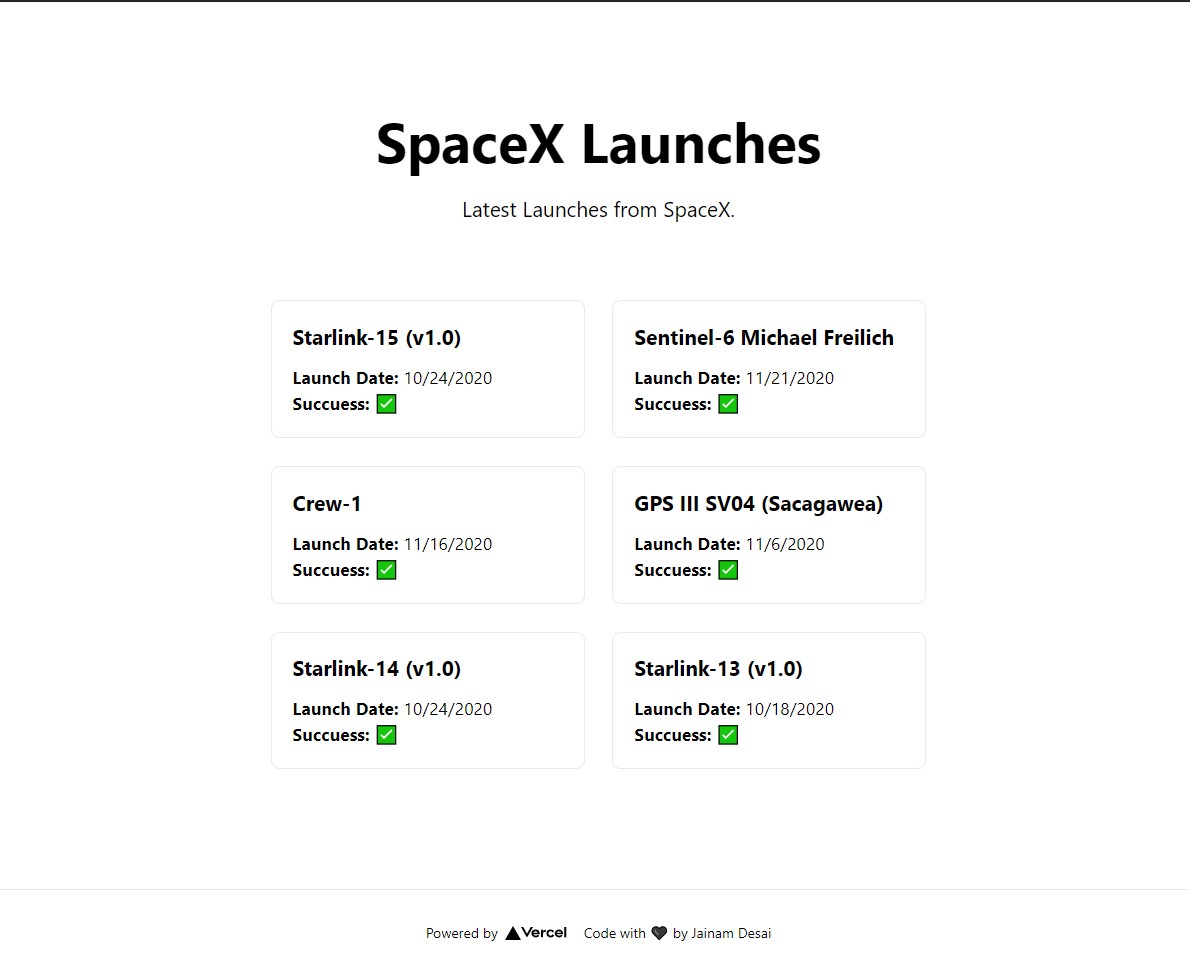 SpaceX Launches
Latest Launches from SpaceX.
Starlink-15 (v1.0)
Launch Date: 10/24/2020
Succuess: ✅
Sentinel-6 Michael Freilich
Launch Date: 11/21/2020
Succuess: ✅
Crew-1
Launch Date: 11/16/2020
Succuess: ✅
GPS III SV04 (Sacagawea)
Launch Date: 11/6/2020
Succuess: ✅
Starlink-14 (v1.0)
Launch Date: 10/24/2020
Succuess: ✅
Starlink-13 (v1.0)
Launch Date: 10/18/2020
Succuess: ✅
Powered by ▲Vercel Code with 🖤 by Jainam Desai